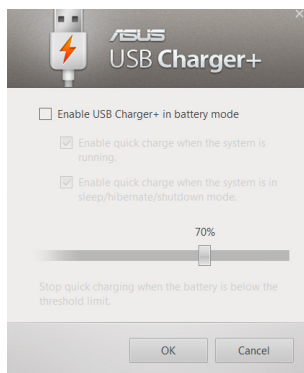 ASUS
USB Charger+
Enable USB Charger+ in battery mode
Enable quick charge when the system is
running.
Enable quick charge when the system is in
sleep/hibernate/shutdown mode.
70%
Stop quick charging when the battery is below the
threshold limit.
OK
Cancel